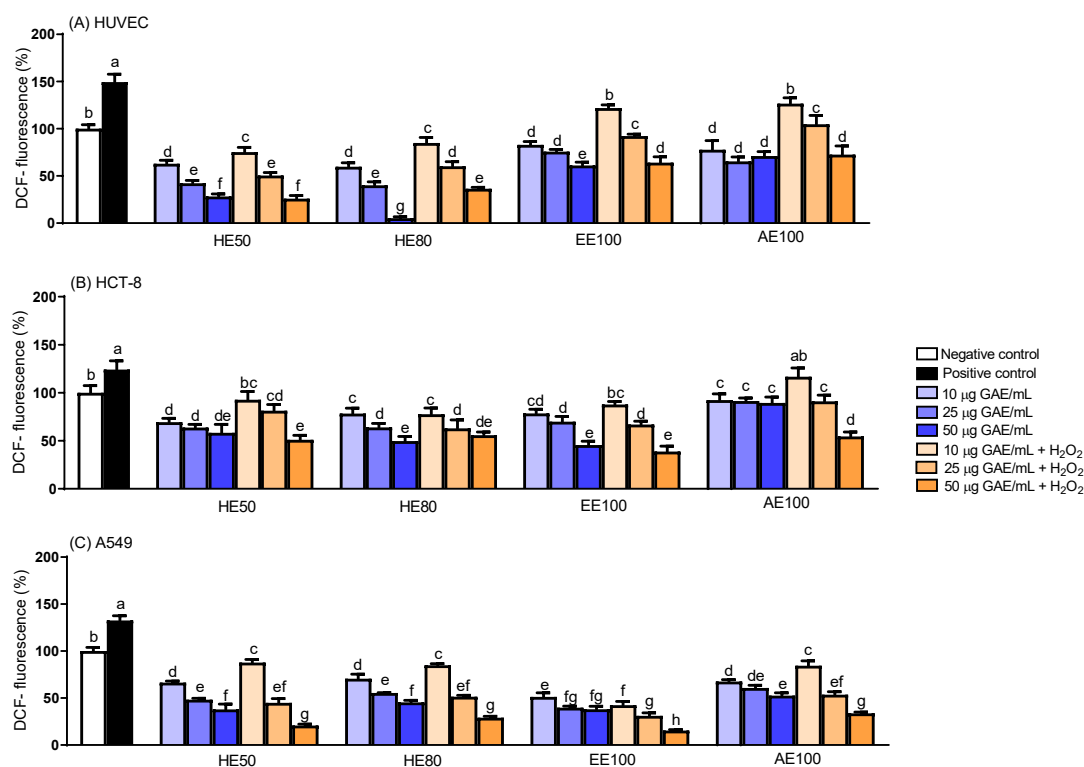 (A) HUVEC
DCF- fluorescence (%)
200
150
100
50
0
b a
d e f c d f
d e g c d e
d d e b c d
d d d b c d
HE50 HE80 EE100 AE100
(B) HCT-8
DCF- fluorescence (%)
200
150
100
50
0
b a
d d de bc cd e
c d e c d de
cd d e bc d e
c c c ab c d
HE50 HE80 EE100 AE100
Negative control
Positive control
10 μg GAE/mL
25 μg GAE/mL
50 μg GAE/mL
10 μg GAE/mL + H₂O₂
25 μg GAE/mL + H₂O₂
50 μg GAE/mL + H₂O₂
(C) A549
DCF- fluorescence (%)
200
150
100
50
0
b a
d e f c ef g
d e f c ef g
e fg fg f g h
d de e c ef g
HE50 HE80 EE100 AE100